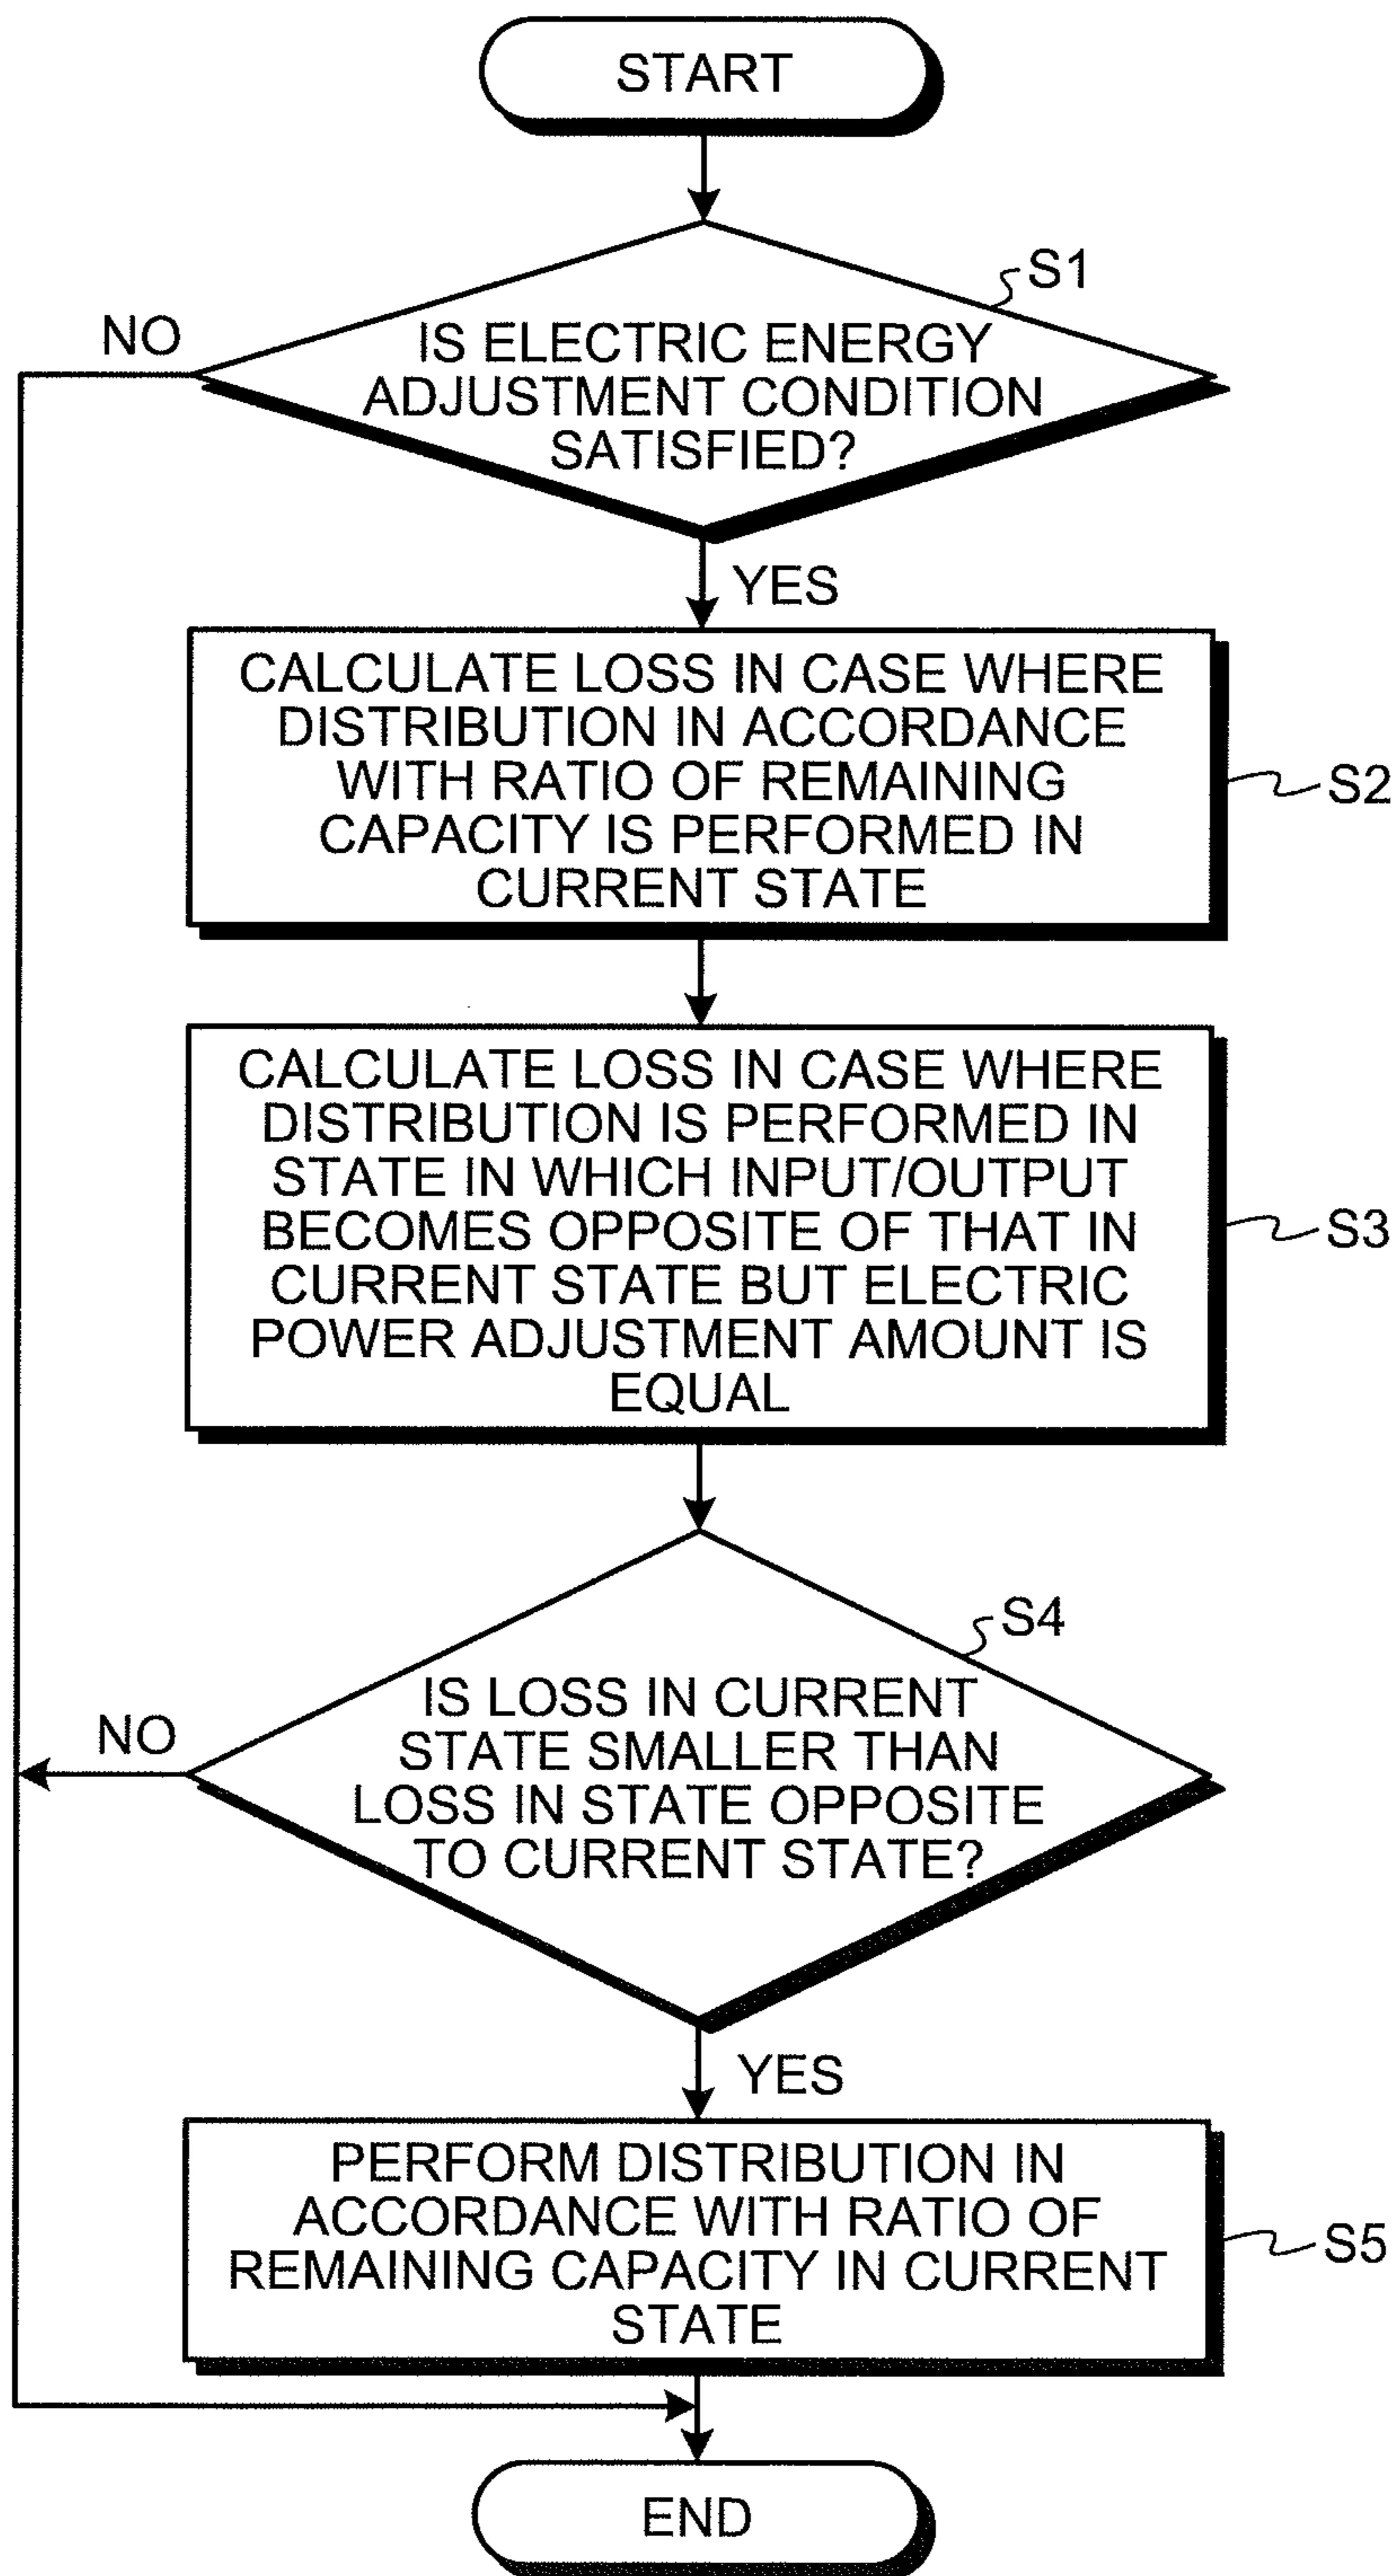 START
S1
NO
IS ELECTRIC ENERGY
ADJUSTMENT CONDITION
SATISFIED?
YES
CALCULATE LOSS IN CASE WHERE
DISTRIBUTION IN ACCORDANCE
WITH RATIO OF REMAINING
CAPACITY IS PERFORMED IN
CURRENT STATE
S2
CALCULATE LOSS IN CASE WHERE
DISTRIBUTION IS PERFORMED IN
STATE IN WHICH INPUT/OUTPUT
BECOMES OPPOSITE OF THAT IN
CURRENT STATE BUT ELECTRIC
POWER ADJUSTMENT AMOUNT IS
EQUAL
S3
S4
NO
IS LOSS IN CURRENT
STATE SMALLER THAN
LOSS IN STATE OPPOSITE
TO CURRENT STATE?
YES
PERFORM DISTRIBUTION IN
ACCORDANCE WITH RATIO OF
REMAINING CAPACITY IN CURRENT
STATE
S5
END